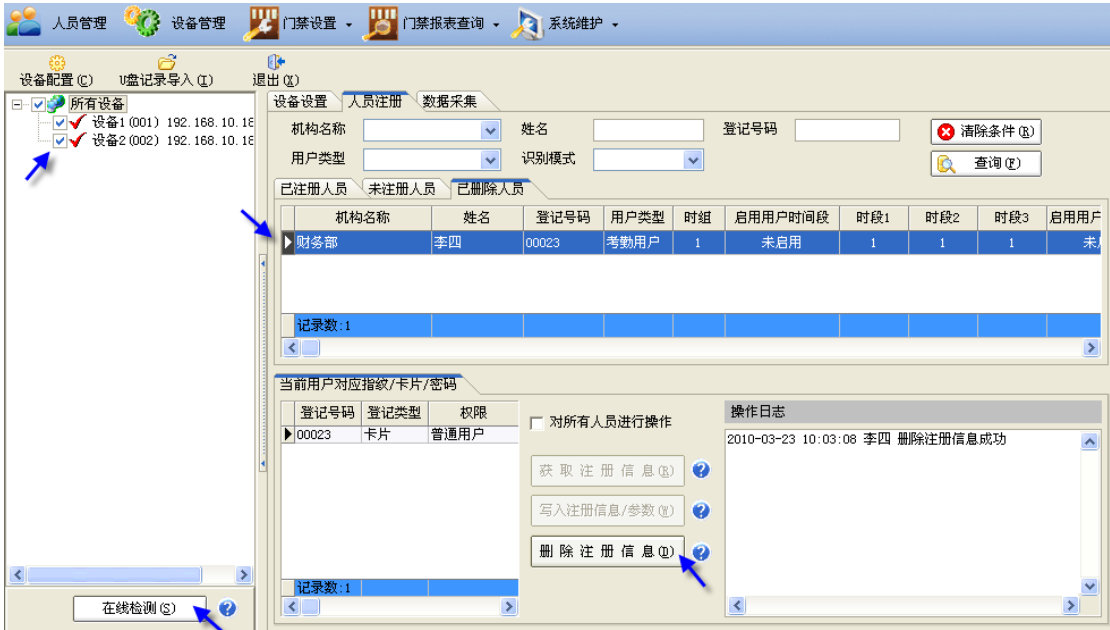 人员管理 设备管理 门禁设置 门禁报表查询 系统维护
设备配置(C) U盘记录导入(I) 退出(X)
所有设备
设备1(001) 192.168.10.18
设备2(002) 192.168.10.18
设备设置 人员注册 数据采集
机构名称 姓名 登记号码 清除条件(R)
用户类型 识别模式 查询(F)
已注册人员 未注册人员 已删除人员
机构名称 姓名 登记号码 用户类型 时组 启用用户时间段 时段1 时段2 时段3 启用用户
财务部 李四 00023 考勤用户 1 未启用 1 1 1
记录数:1
当前用户对应指纹/卡片/密码
登记号码 登记类型 权限
00023 卡片 普通用户
记录数:1
对所有人员进行操作
获取注册信息(R)
写入注册信息/参数(W)
删除注册信息(D)
操作日志
2010-03-23 10:03:08 李四 删除注册信息成功
在线检测(S)